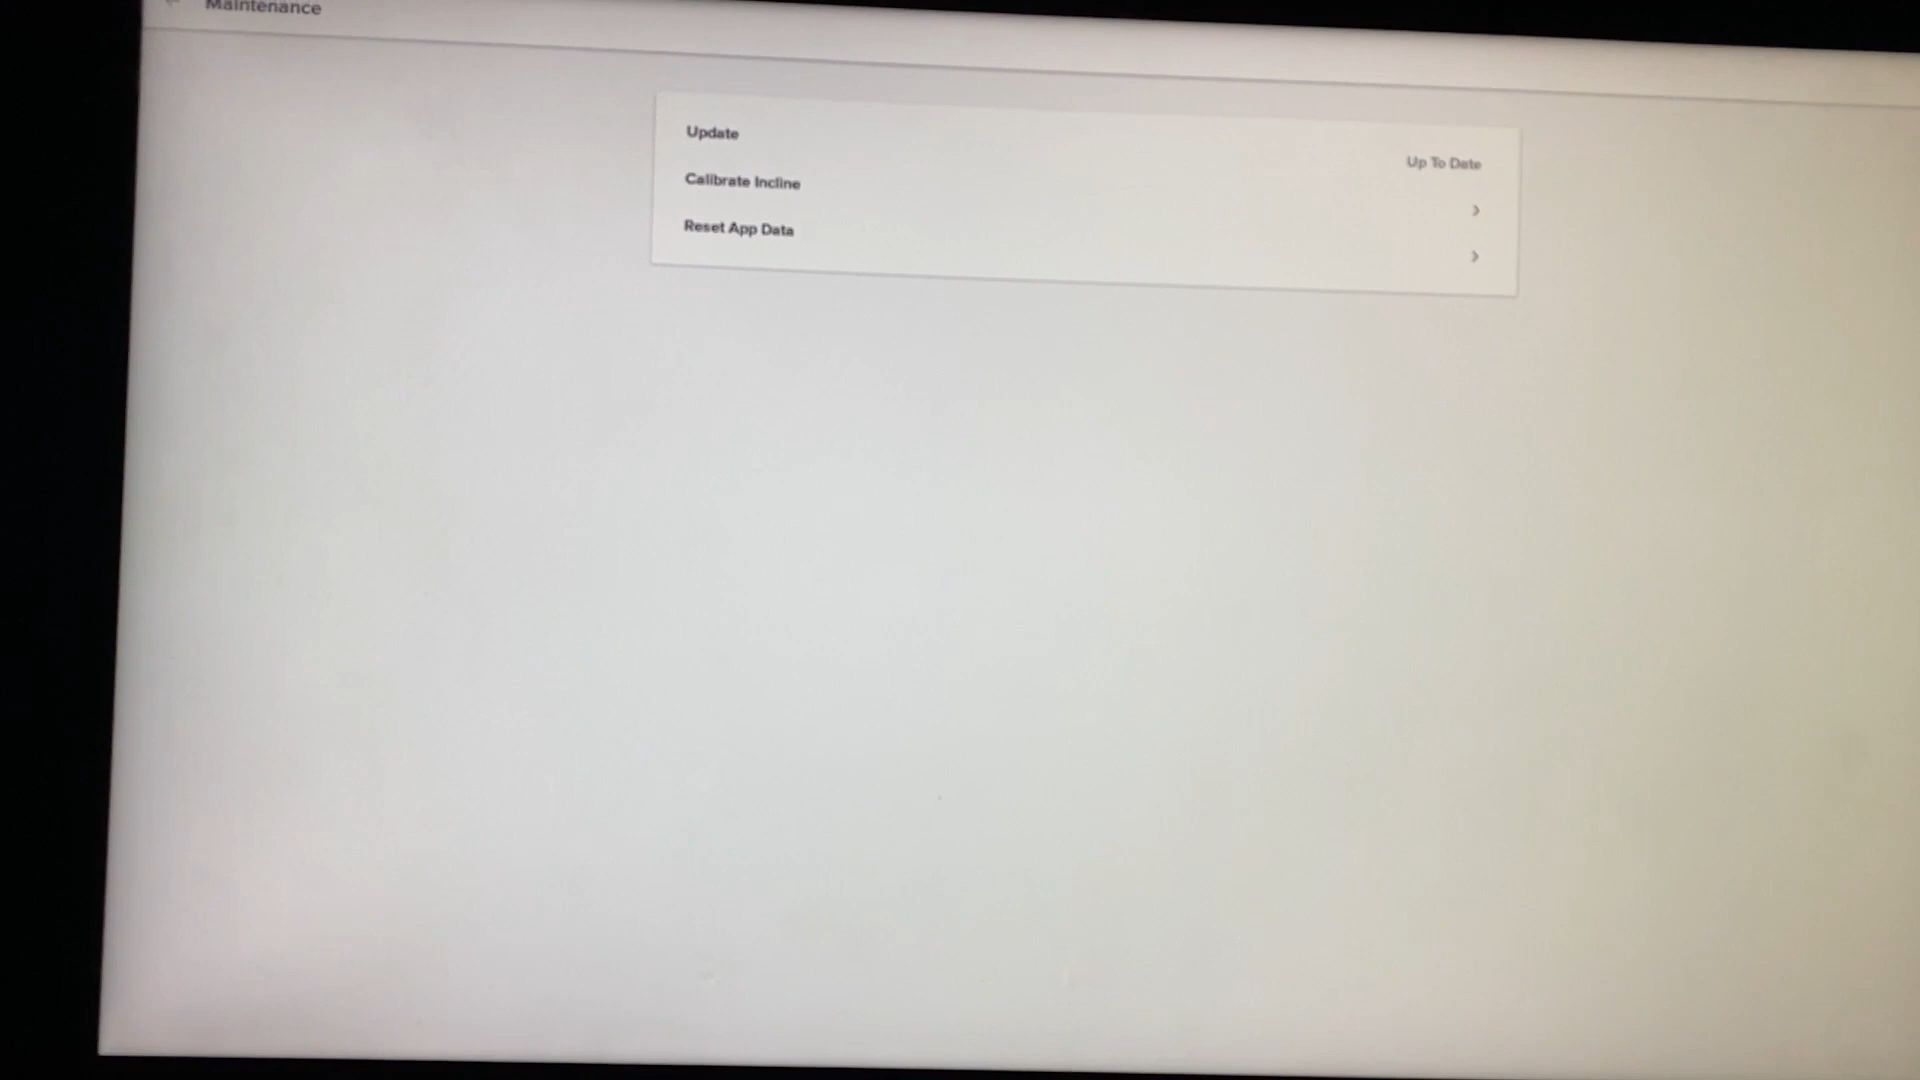 Maintenance
Update
Up To Date
Calibrate Incline
Reset App Data